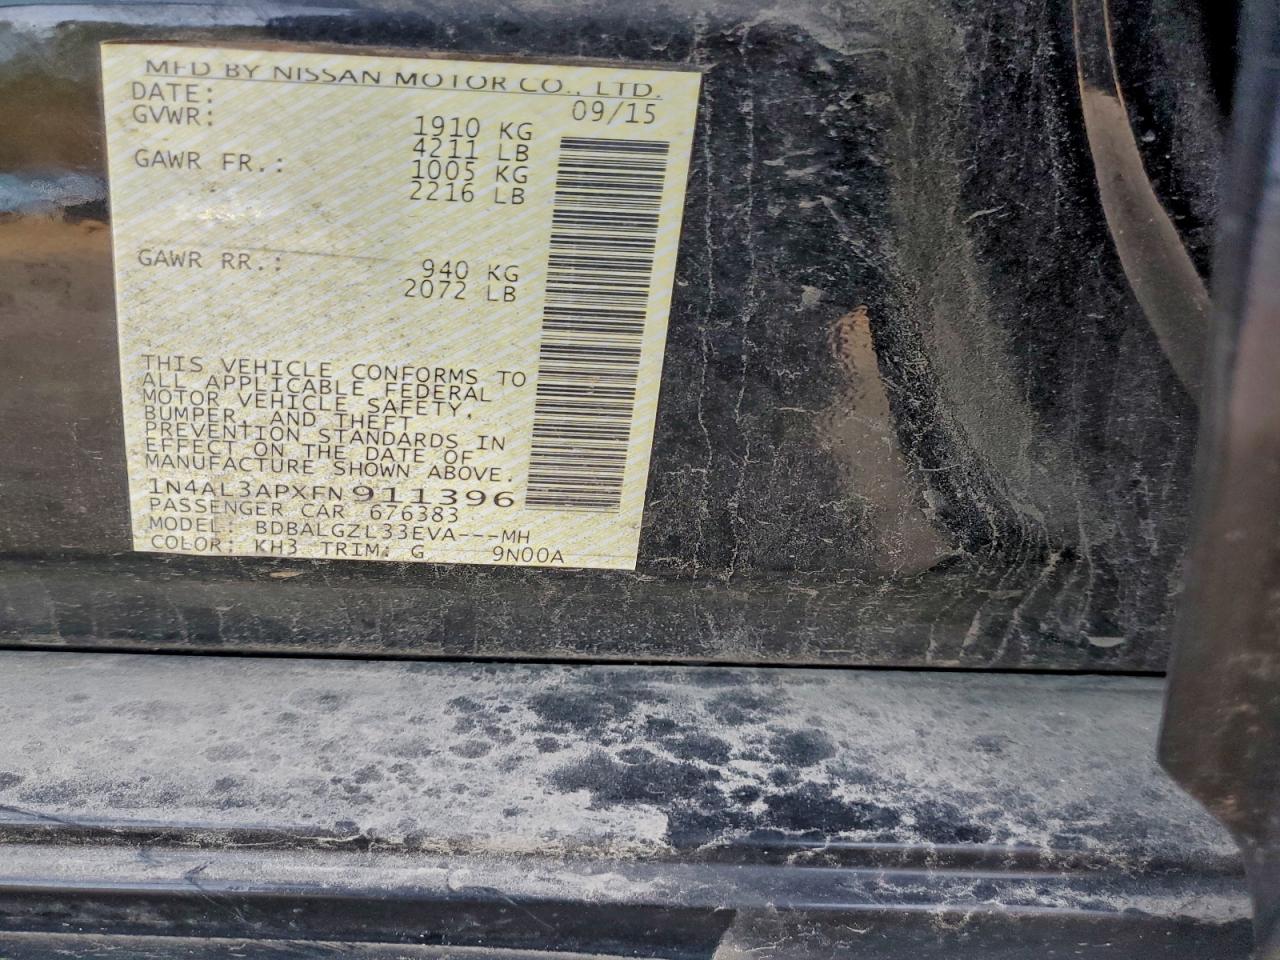 MFD BY NISSAN MOTOR CO., LTD.
DATE: 09/15
GVWR: 1910 KG
4211 LB
GAWR FR.: 1005 KG
2216 LB
GAWR RR.: 940 KG
2072 LB
THIS VEHICLE CONFORMS TO
ALL APPLICABLE FEDERAL
MOTOR VEHICLE SAFETY,
BUMPER, AND THEFT
PREVENTION STANDARDS IN
EFFECT ON THE DATE OF
MANUFACTURE SHOWN ABOVE.
1N4AL3APXFN911396
PASSENGER CAR 676383
MODEL: BDBALGZL33EVA---MH
COLOR: KH3 TRIM: G 9N00A